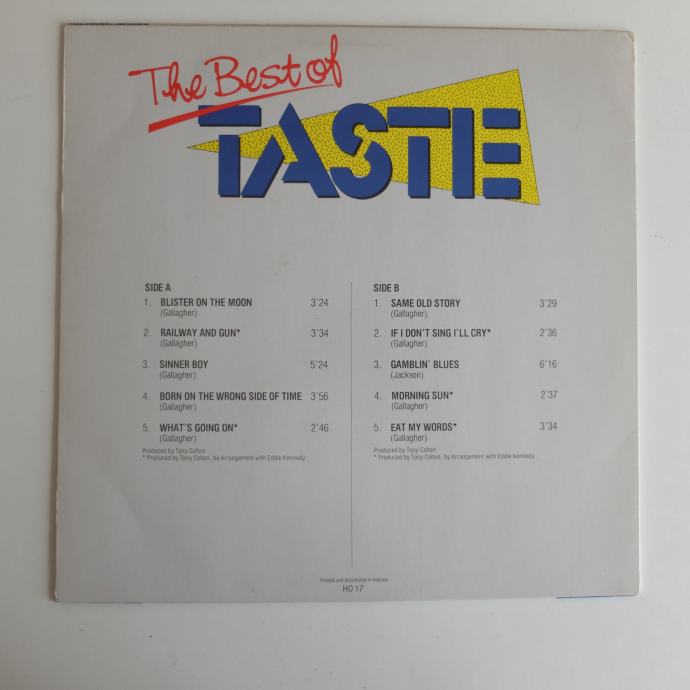 The Best of
TASTE
SIDE A
1. BLISTER ON THE MOON 3'24
(Gallagher)
2. RAILWAY AND GUN* 3'34
(Gallagher)
3. SINNER BOY 5'24
(Gallagher)
4. BORN ON THE WRONG SIDE OF TIME 3'56
(Gallagher)
5. WHAT'S GOING ON* 2'46
(Gallagher)
Produced by Tony Colton
* Produced by Tony Colton, by Arrangement with Eddie Kennedy
SIDE B
1. SAME OLD STORY 3'29
(Gallagher)
2. IF I DON'T SING I'LL CRY* 2'36
(Gallagher)
3. GAMBLIN' BLUES 6'16
(Jackson)
4. MORNING SUN* 2'37
(Gallagher)
5. EAT MY WORDS* 3'34
(Gallagher)
Produced by Tony Colton
* Produced by Tony Colton, by Arrangement with Eddie Kennedy
Printed and distributed in Holland
HO 17